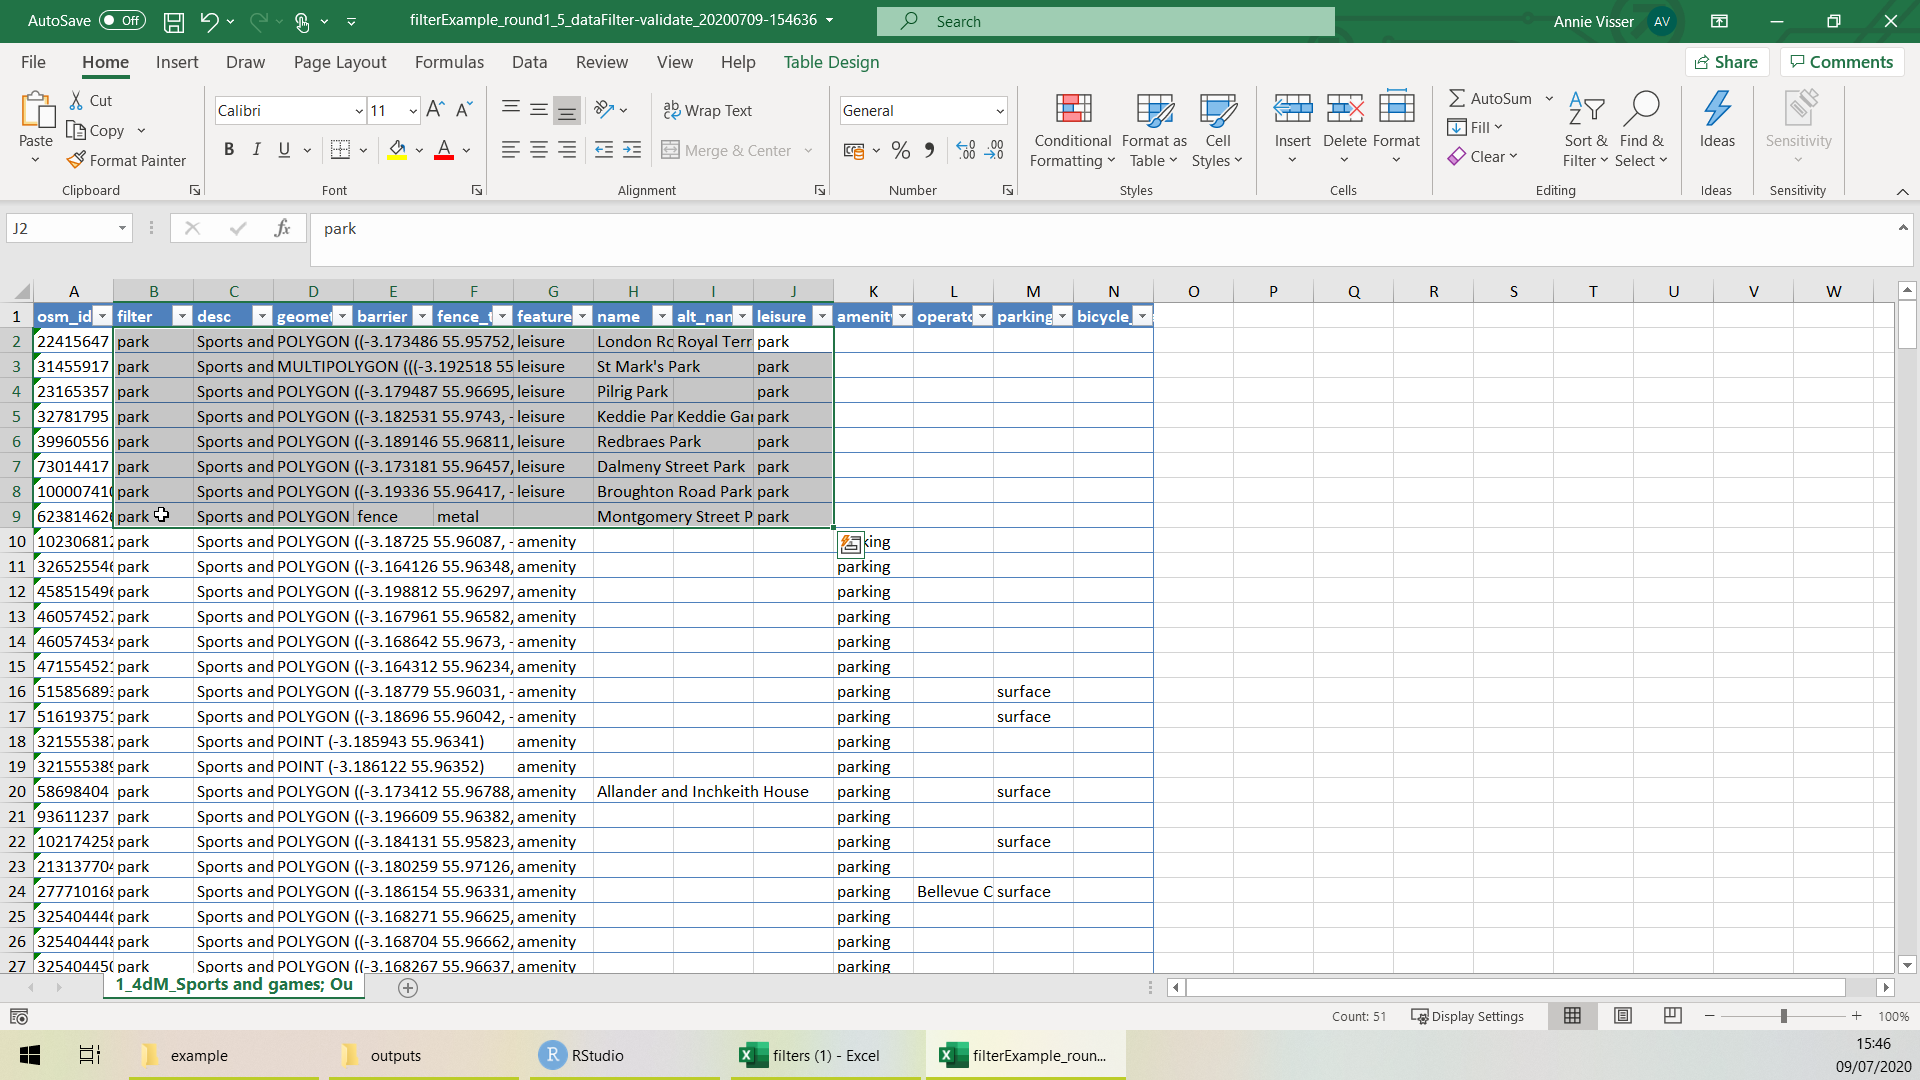 AutoSave Off filterExample_round1_5_dataFilter-validate_20200709-154636 Search Annie Visser AV
File Home Insert Draw Page Layout Formulas Data Review View Help Table Design Share Comments
Paste Cut Copy Format Painter Clipboard
Calibri 11 B I U A Font
Wrap Text Merge & Center Alignment
General % Number
Conditional Formatting Format as Table Cell Styles Styles
Insert Delete Format Cells
AutoSum Fill Clear Sort & Filter Find & Select Editing
Ideas Ideas
Sensitivity Sensitivity
J2 fx park
A B C D E F G H I J K L M N O P Q R S T U V W
1 osm_id filter desc geomet barrier fence_t feature name alt_nan leisure amenit operato parking bicycle_
2 22415647 park Sports and POLYGON ((-3.173486 55.95752, leisure London Ro Royal Terr park
3 31455917 park Sports and MULTIPOLYGON (((-3.192518 55 leisure St Mark's Park park
4 23165357 park Sports and POLYGON ((-3.179487 55.96695, leisure Pilrig Park park
5 32781795 park Sports and POLYGON ((-3.182531 55.9743, - leisure Keddie Par Keddie Gar park
6 39960556 park Sports and POLYGON ((-3.189146 55.96811, leisure Redbraes Park park
7 73014417 park Sports and POLYGON ((-3.173181 55.96457, leisure Dalmeny Street Park park
8 100007410 park Sports and POLYGON ((-3.19336 55.96417, - leisure Broughton Road Park park
9 623814626 park Sports and POLYGON fence metal Montgomery Street P park
10 102306812 park Sports and POLYGON ((-3.18725 55.96087, - amenity king
11 326525546 park Sports and POLYGON ((-3.164126 55.96348, amenity parking
12 458515496 park Sports and POLYGON ((-3.198812 55.96297, amenity parking
13 460574527 park Sports and POLYGON ((-3.167961 55.96582, amenity parking
14 460574534 park Sports and POLYGON ((-3.168642 55.9673, - amenity parking
15 471554521 park Sports and POLYGON ((-3.164312 55.96234, amenity parking
16 515856893 park Sports and POLYGON ((-3.18779 55.96031, - amenity parking surface
17 516193751 park Sports and POLYGON ((-3.18696 55.96042, - amenity parking surface
18 321555387 park Sports and POINT (-3.185943 55.96341) amenity parking
19 321555389 park Sports and POINT (-3.186122 55.96352) amenity parking
20 58698404 park Sports and POLYGON ((-3.173412 55.96788, amenity Allander and Inchkeith House parking surface
21 93611237 park Sports and POLYGON ((-3.196609 55.96382, amenity parking
22 102174258 park Sports and POLYGON ((-3.184131 55.95823, amenity parking surface
23 213137704 park Sports and POLYGON ((-3.180259 55.97126, amenity parking
24 277710168 park Sports and POLYGON ((-3.186154 55.96331, amenity parking Bellevue C surface
25 325404446 park Sports and POLYGON ((-3.168271 55.96625, amenity parking
26 325404448 park Sports and POLYGON ((-3.168704 55.96662, amenity parking
27 325404450 park Sports and POLYGON ((-3.168267 55.96637, amenity parking
1_4dM_Sports and games; Ou
Count: 51 Display Settings 100%
example outputs RStudio filters (1) - Excel filterExample_roun... 15:46
09/07/2020